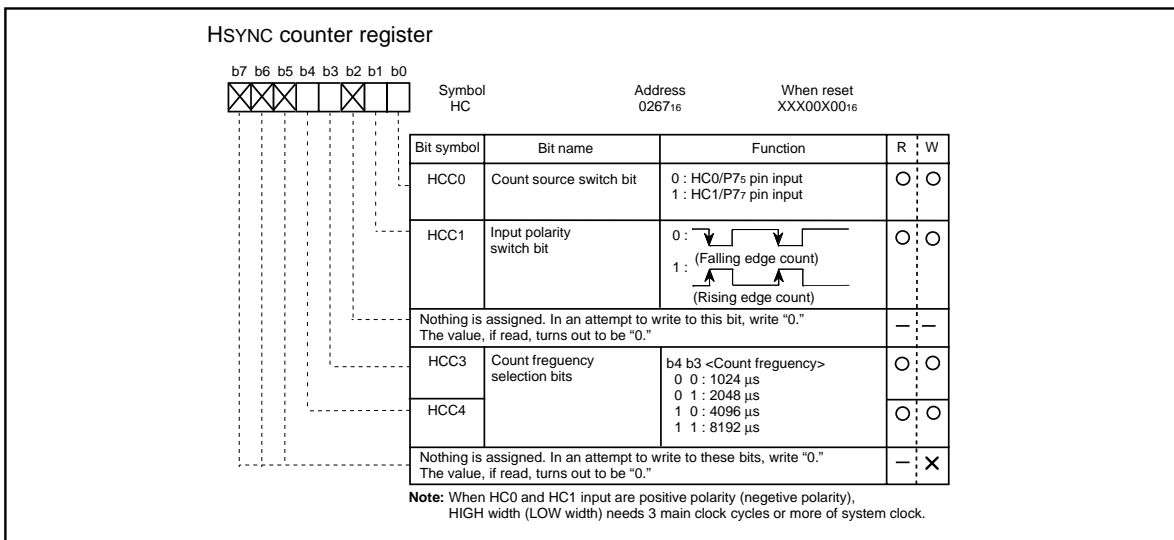 HSYNC counter register
b7 b6 b5 b4 b3 b2 b1 b0
Symbol Address When reset
HC 026716 XXX00X0016
Bit symbol Bit name Function R W
HCC0 Count source switch bit 0 : HC0/P75 pin input
1 : HC1/P77 pin input
HCC1 Input polarity
switch bit
0 :
(Falling edge count)
1 :
(Rising edge count)
Nothing is assigned. In an attempt to write to this bit, write “0.”
The value, if read, turns out to be “0.”
HCC3 Count freguency
selection bits
b4 b3 <Count freguency>
0 0 : 1024 μs
0 1 : 2048 μs
HCC4 1 0 : 4096 μs
1 1 : 8192 μs
Nothing is assigned. In an attempt to write to these bits, write “0.”
The value, if read, turns out to be “0.”
Note: When HC0 and HC1 input are positive polarity (negetive polarity),
HIGH width (LOW width) needs 3 main clock cycles or more of system clock.